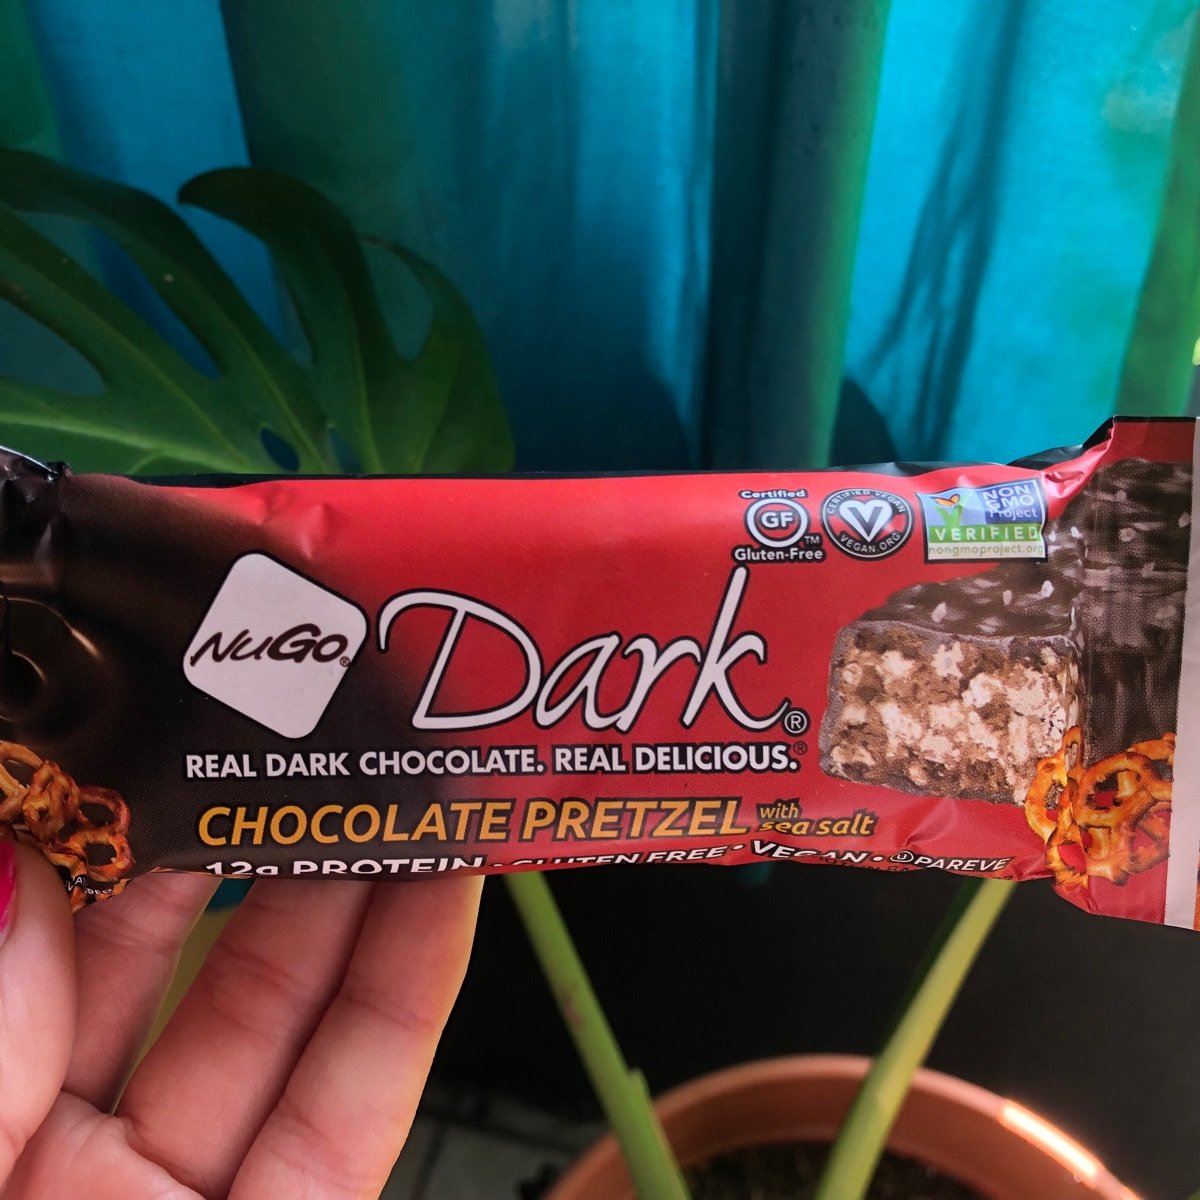 Certified
GF
TM
Gluten-Free
CERTIFIED VEGAN
V
VEGAN.ORG
NON
GMO
Project
VERIFIED
nongmoproject.org
NuGo®
Dark®
REAL DARK CHOCOLATE. REAL DELICIOUS.®
CHOCOLATE PRETZEL with sea salt
12g PROTEIN • GLUTEN FREE • VEGAN • Ⓤ PAREVE